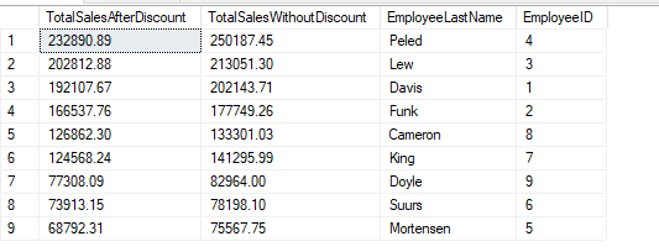 TotalSalesAfterDiscount TotalSalesWithoutDiscount EmployeeLastName EmployeeID
1 232890.89 250187.45 Peled 4
2 202812.88 213051.30 Lew 3
3 192107.67 202143.71 Davis 1
4 166537.76 177749.26 Funk 2
5 126862.30 133301.03 Cameron 8
6 124568.24 141295.99 King 7
7 77308.09 82964.00 Doyle 9
8 73913.15 78198.10 Suurs 6
9 68792.31 75567.75 Mortensen 5